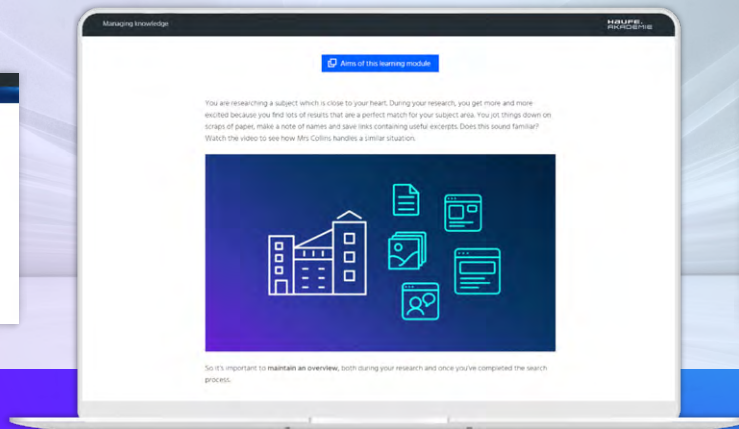 Managing knowledge
HAUFE.
AKADEMIE
Aims of this learning module
You are researching a subject which is close to your heart. During your research, you get more and more
excited because you find lots of results that are a perfect match for your subject area. You jot things down on
scraps of paper, make a note of names and save links containing useful excerpts. Does this sound familiar?
Watch the video to see how Mrs Collins handles a similar situation.
So it's important to maintain an overview, both during your research and once you've completed the search
process.